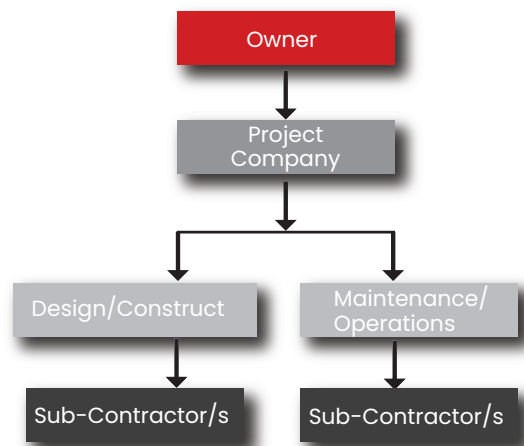 Owner
Project
Company
Design/Construct
Maintenance/
Operations
Sub-Contractor/s
Sub-Contractor/s